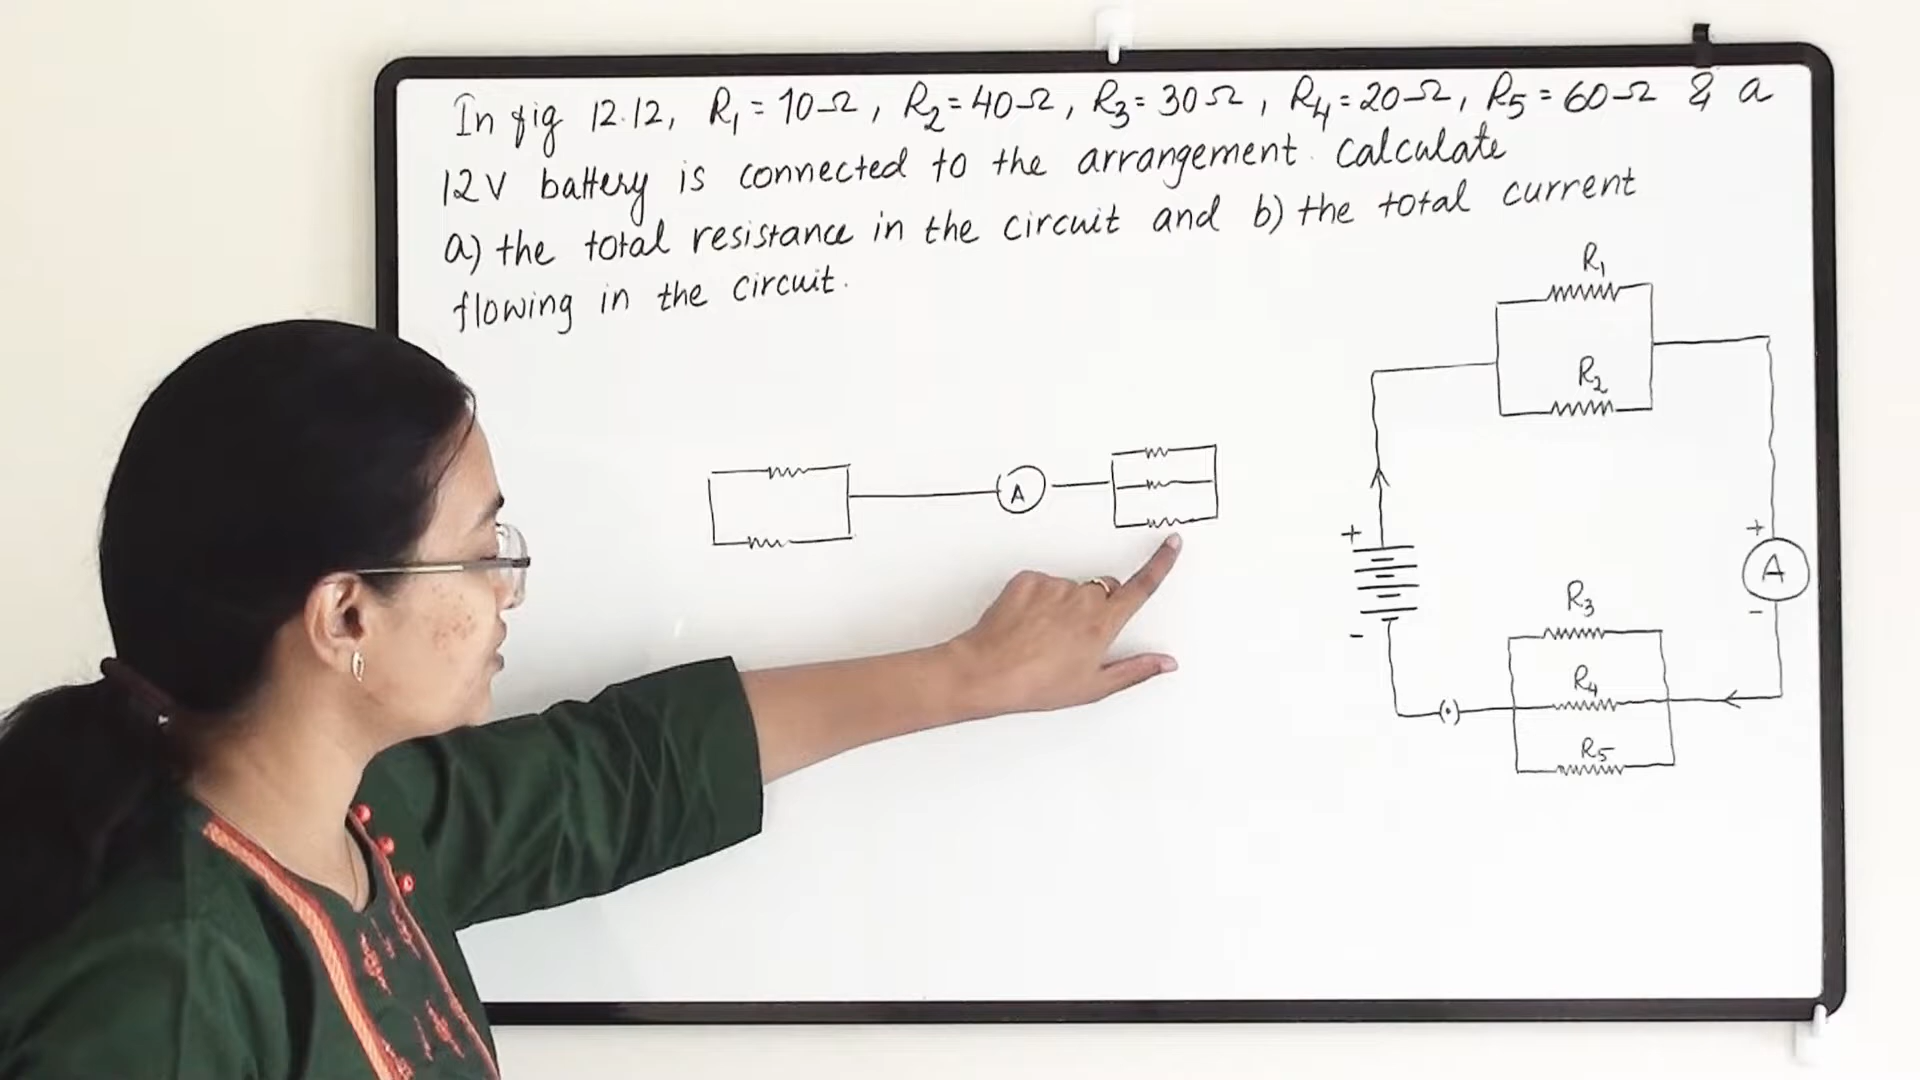 In fig 12.12, R₁ = 10Ω, R₂ = 40Ω, R₃ = 30Ω, R₄ = 20Ω, R₅ = 60Ω & a
12V battery is connected to the arrangement. Calculate
a) the total resistance in the circuit and b) the total current
flowing in the circuit.
R₁
R₂
A
+
+
A
-
-
R₃
R₄
R₅